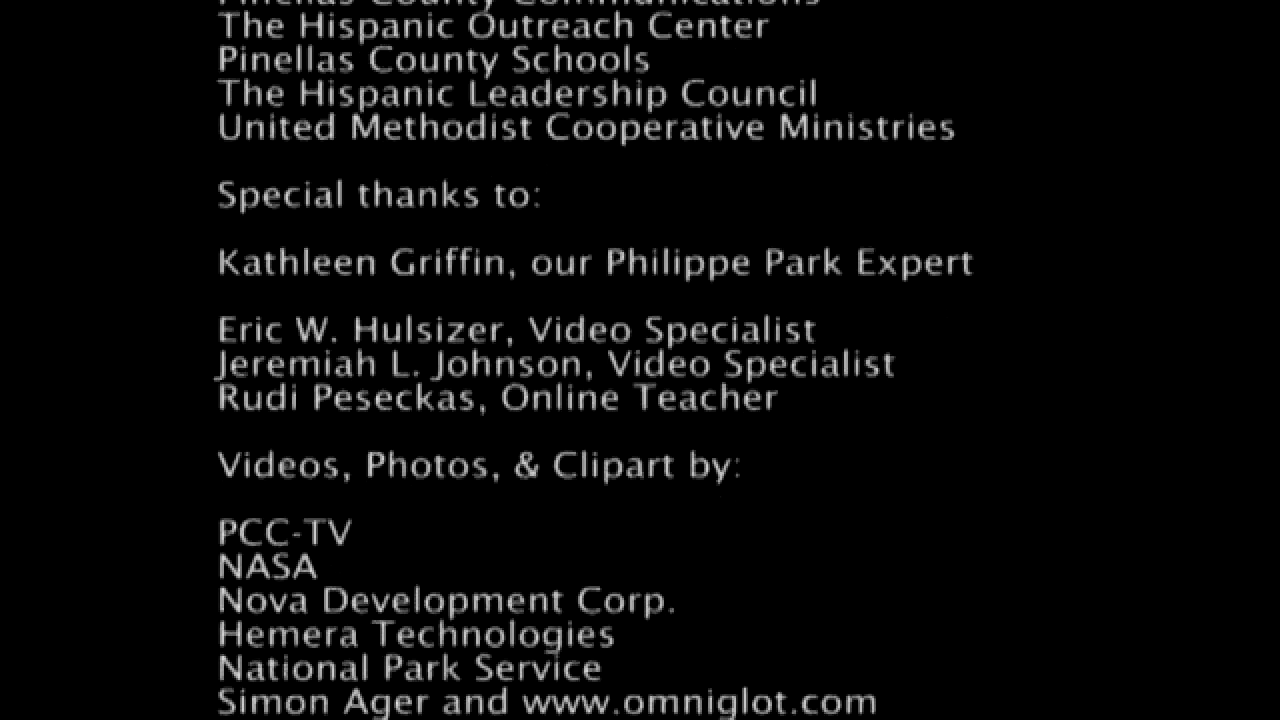 Pinellas County Communications
The Hispanic Outreach Center
Pinellas County Schools
The Hispanic Leadership Council
United Methodist Cooperative Ministries
Special thanks to:
Kathleen Griffin, our Philippe Park Expert
Eric W. Hulsizer, Video Specialist
Jeremiah L. Johnson, Video Specialist
Rudi Peseckas, Online Teacher
Videos, Photos, & Clipart by:
PCC-TV
NASA
Nova Development Corp.
Hemera Technologies
National Park Service
Simon Ager and www.omniglot.com